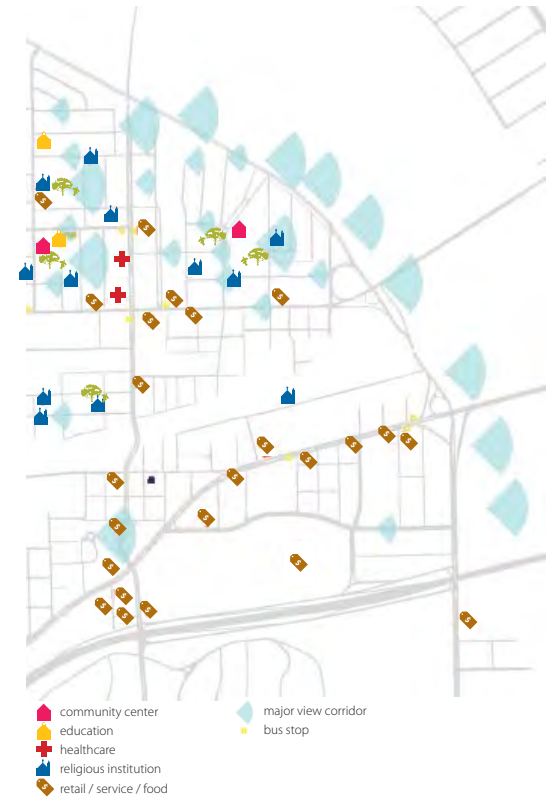 community center
education
healthcare
religious institution
retail / service / food
major view corridor
bus stop